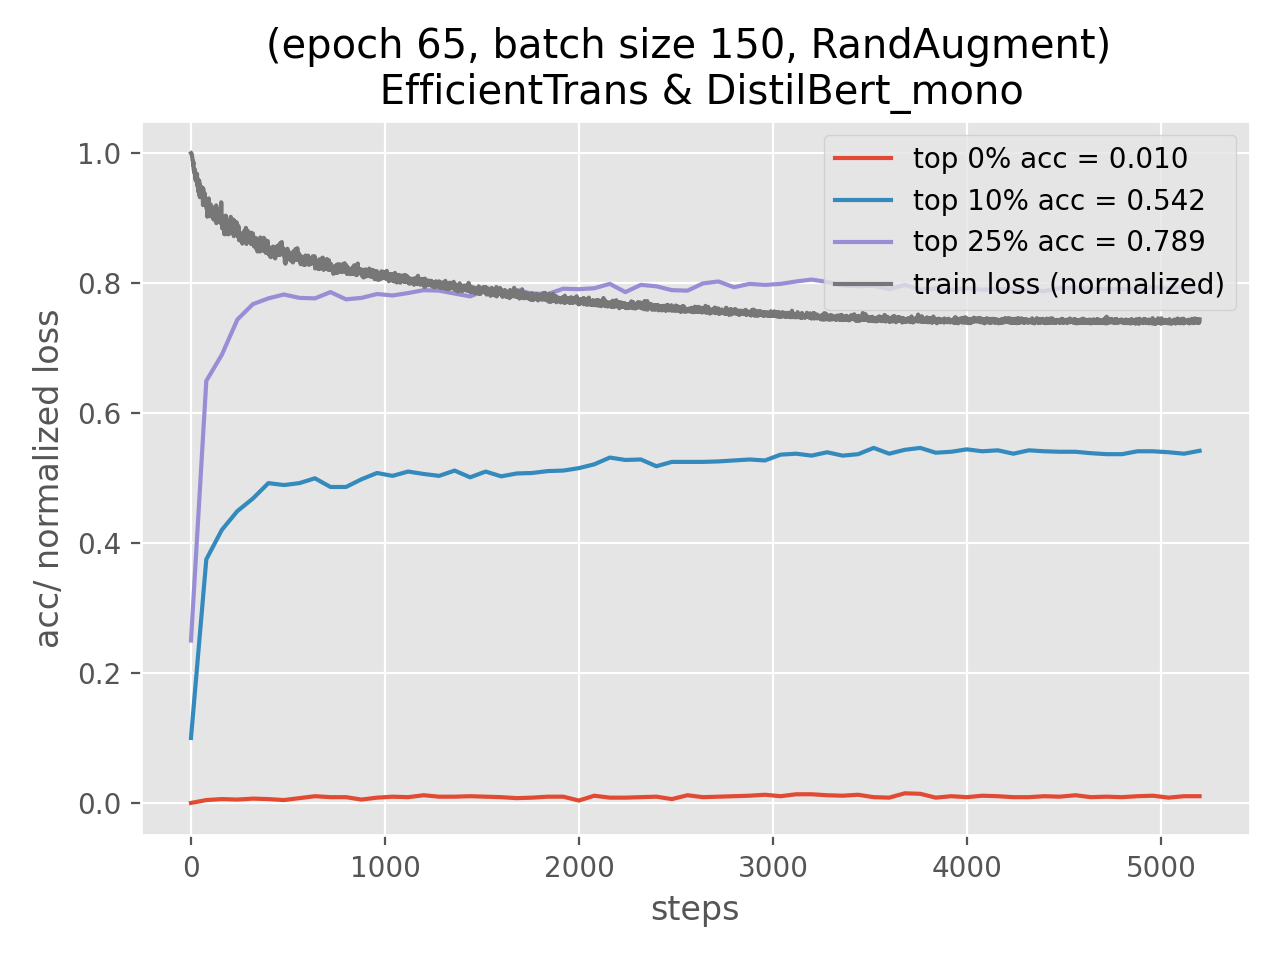 (epoch 65, batch size 150, RandAugment)
EfficientTrans & DistilBert_mono
top 0% acc = 0.010
top 10% acc = 0.542
top 25% acc = 0.789
train loss (normalized)
acc/ normalized loss
1.0
0.8
0.6
0.4
0.2
0.0
0 1000 2000 3000 4000 5000
steps